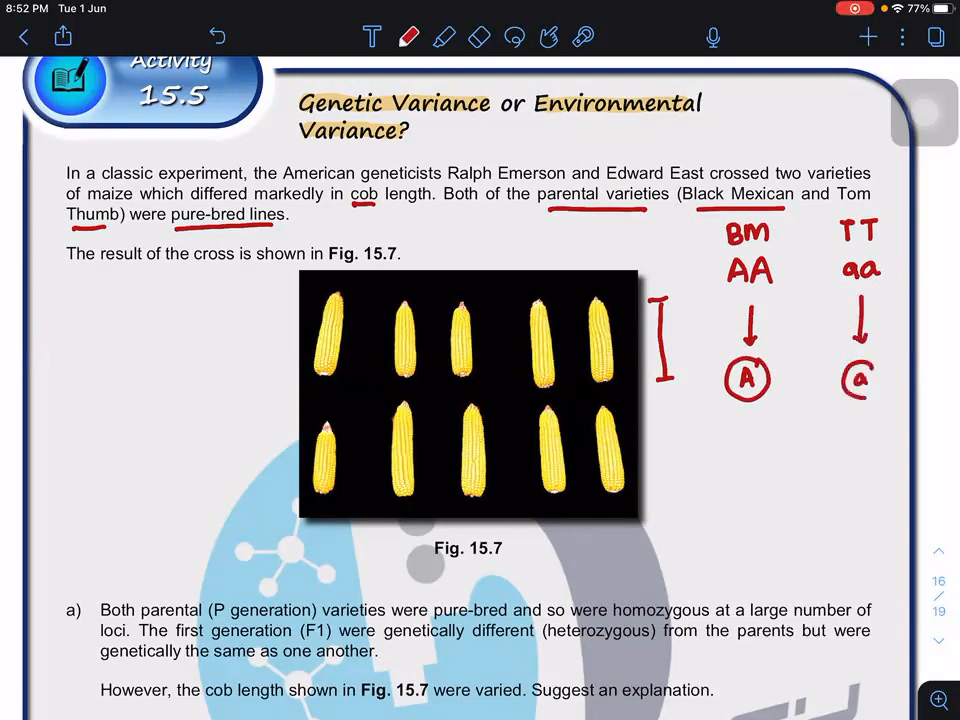 8:52 PM Tue 1 Jun
77%
Activity
15.5
Genetic Variance or Environmental
Variance?
In a classic experiment, the American geneticists Ralph Emerson and Edward East crossed two varieties
of maize which differed markedly in cob length. Both of the parental varieties (Black Mexican and Tom
Thumb) were pure-bred lines.
BM TT
The result of the cross is shown in Fig. 15.7.
AA aa
A a
Fig. 15.7
16
/
19
a) Both parental (P generation) varieties were pure-bred and so were homozygous at a large number of
loci. The first generation (F1) were genetically different (heterozygous) from the parents but were
genetically the same as one another.
However, the cob length shown in Fig. 15.7 were varied. Suggest an explanation.